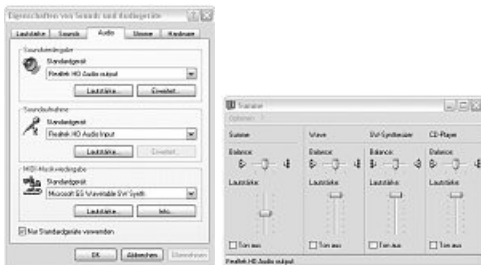 Eigenschaften von Sounds und Audiogeräte
Lautstärke Sounds Audio Stimme Hardware
Soundwiedergabe
Standardgerät:
Realtek HD Audio output
Lautstärke... Erweitert...
Soundaufnahme
Standardgerät:
Realtek HD Audio Input
Lautstärke... Erweitert...
MIDI-Musikwiedergabe
Standardgerät:
Microsoft GS Wavetable SW Synth
Lautstärke... Info...
Nur Standardgeräte verwenden
OK Abbrechen Übernehmen
Summe
Optionen ?
Summe Wave SW-Synthesizer CD-Player
Balance: Balance: Balance: Balance:
Lautstärke: Lautstärke: Lautstärke: Lautstärke:
Ton aus Ton aus Ton aus Ton aus
Realtek HD Audio output